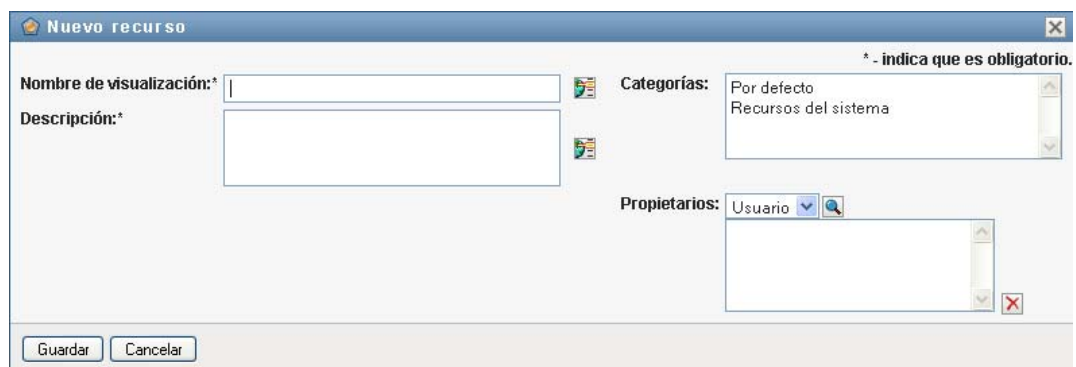 Nuevo recurso
* - indica que es obligatorio.
Nombre de visualización:*
Descripción:*
Categorías:
Por defecto
Recursos del sistema
Propietarios:
Usuario
Guardar
Cancelar